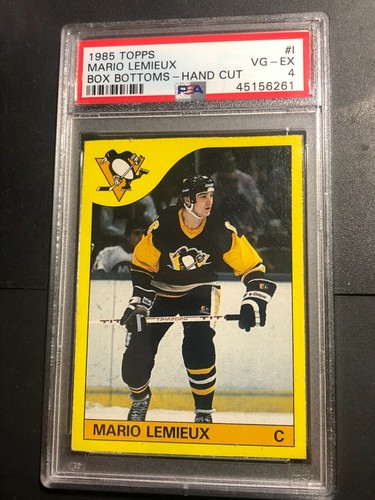 1985 TOPPS #I
MARIO LEMIEUX VG-EX
BOX BOTTOMS-HAND CUT 4
PSA 45156261
MARIO LEMIEUX C